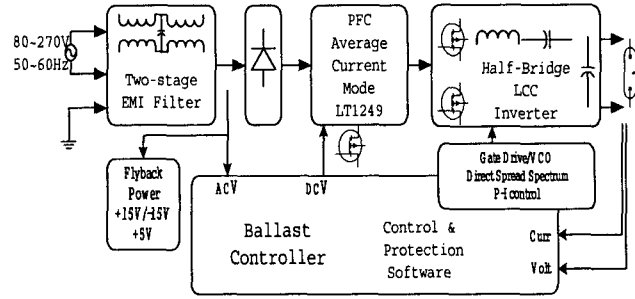 80~270V
50~60Hz
Two-stage
EMI Filter
PFC
Average
Current
Mode
LT1249
Half-Bridge
LCC
Inverter
Flyback
Power
+15V/-15V
+5V
ACV
DCV
Gate Drive/VCO
Direct Spread Spectrum
P-I control
Ballast
Controller
Control &
Protection
Software
Curr
Volt